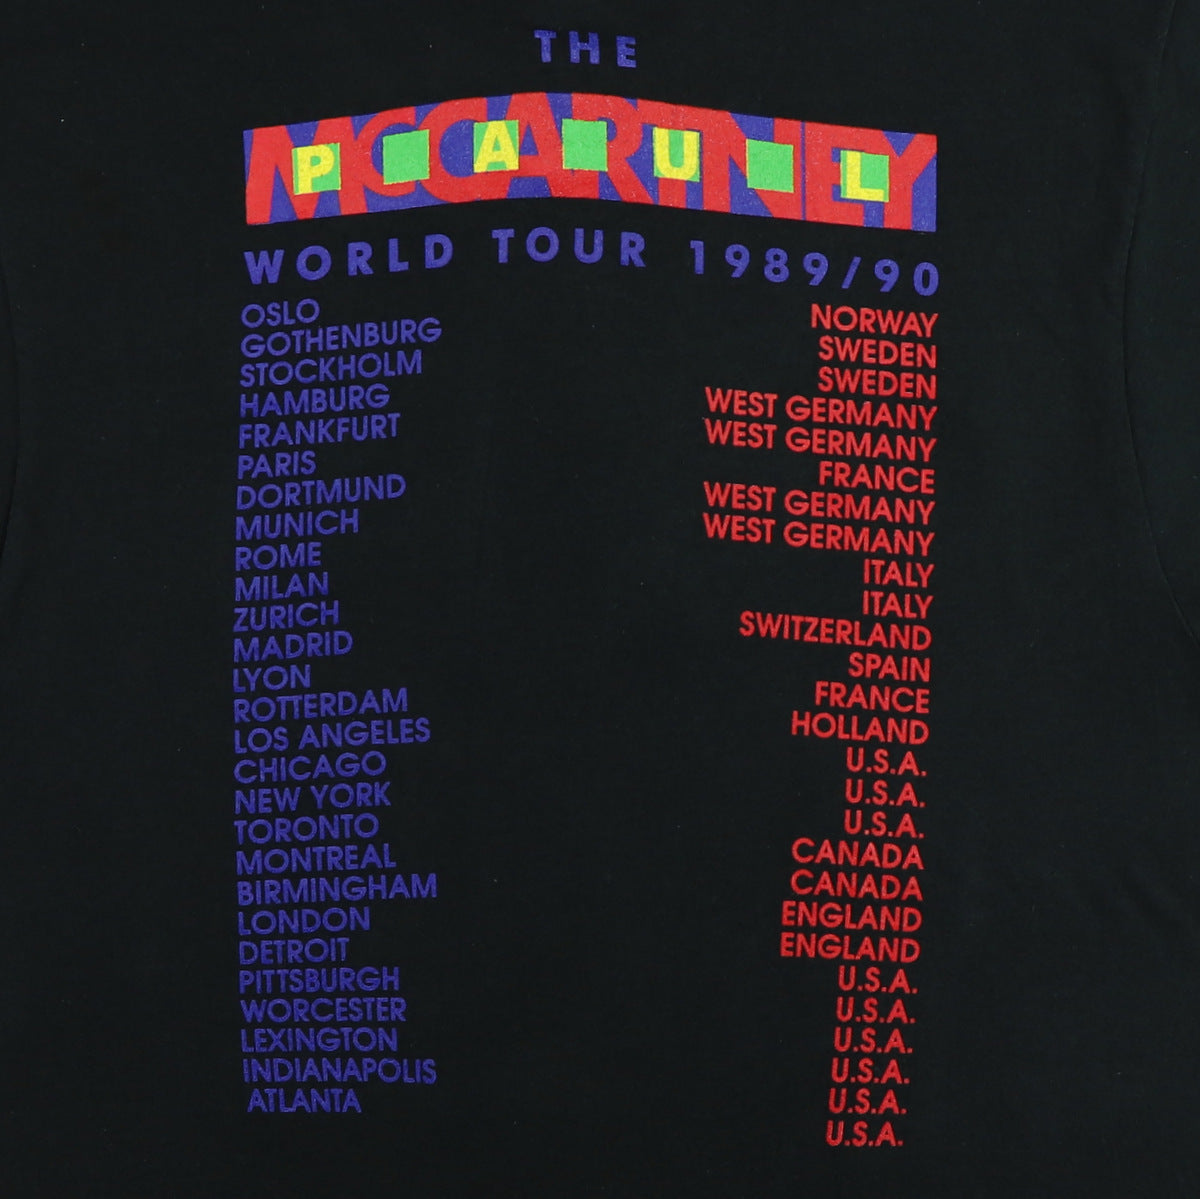 THE
MCCARTNEY
PAUL
WORLD TOUR 1989/90
OSLO NORWAY
GOTHENBURG SWEDEN
STOCKHOLM SWEDEN
HAMBURG WEST GERMANY
FRANKFURT WEST GERMANY
PARIS FRANCE
DORTMUND WEST GERMANY
MUNICH WEST GERMANY
ROME ITALY
MILAN ITALY
ZURICH SWITZERLAND
MADRID SPAIN
LYON FRANCE
ROTTERDAM HOLLAND
LOS ANGELES U.S.A.
CHICAGO U.S.A.
NEW YORK U.S.A.
TORONTO CANADA
MONTREAL CANADA
BIRMINGHAM ENGLAND
LONDON ENGLAND
DETROIT U.S.A.
PITTSBURGH U.S.A.
WORCESTER U.S.A.
LEXINGTON U.S.A.
INDIANAPOLIS U.S.A.
ATLANTA U.S.A.